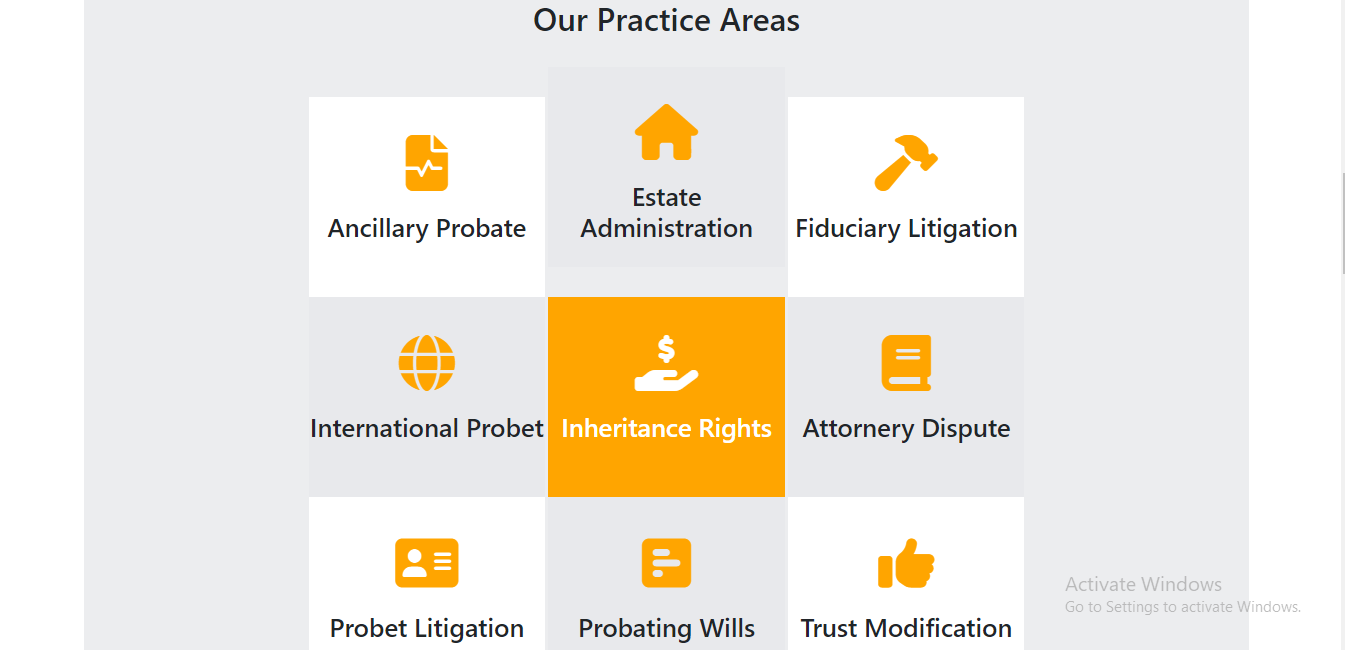 Our Practice Areas
Ancillary Probate
Estate
Administration
Fiduciary Litigation
International Probet
$
Inheritance Rights
Attornery Dispute
Probet Litigation
Probating Wills
Trust Modification
Activate Windows
Go to Settings to activate Windows.